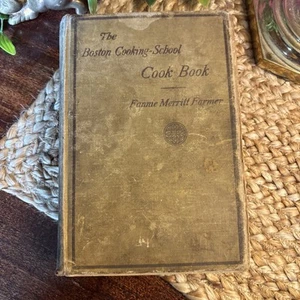 The
Boston Cooking-School
Cook Book
Fannie Merritt Farmer